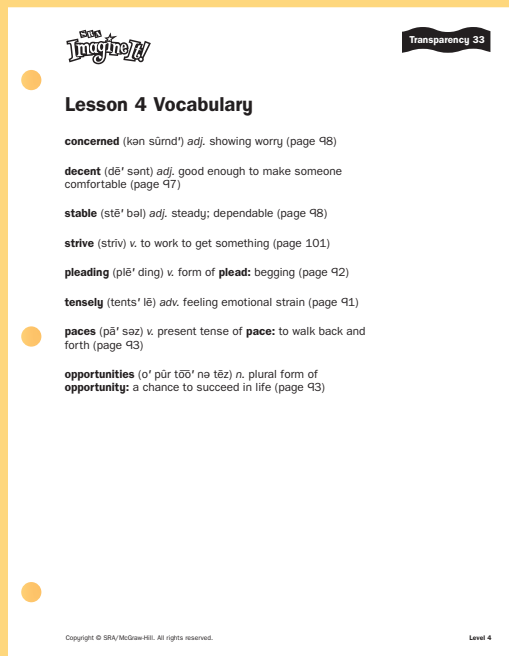 SRA
Imagine It!
Transparency 33
Lesson 4 Vocabulary
concerned (kən sûrnd′) adj. showing worry (page 98)
decent (dē′ sənt) adj. good enough to make someone
comfortable (page 97)
stable (stē′ bəl) adj. steady; dependable (page 98)
strive (strīv) v. to work to get something (page 101)
pleading (plē′ ding) v. form of plead: begging (page 92)
tensely (tents′ lē) adv. feeling emotional strain (page 91)
paces (pā′ səz) v. present tense of pace: to walk back and
forth (page 93)
opportunities (o′ pûr to͞o′ nə tēz) n. plural form of
opportunity: a chance to succeed in life (page 93)
Copyright © SRA/McGraw-Hill. All rights reserved.
Level 4